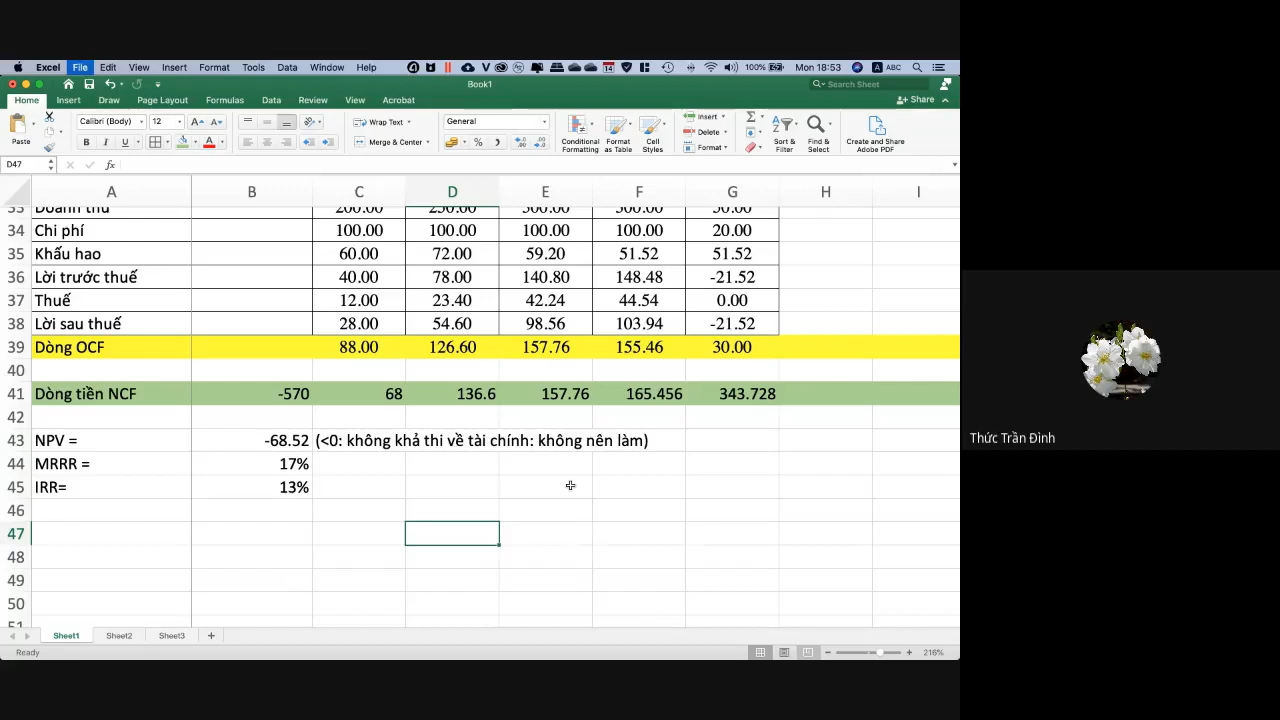 Excel File Edit View Insert Format Tools Data Window Help 100% Mon 18:53 A ABC
Book1 Search Sheet
Home Insert Draw Page Layout Formulas Data Review View Acrobat Share
Paste Calibri (Body) 12 A A Wrap Text General Insert Delete Format
B I U A Merge & Center % Conditional Formatting Format as Table Cell Styles Sort & Filter Find & Select Create and Share Adobe PDF
D47 fx
A B C D E F G H I
33 Doanh thu 200.00 250.00 300.00 300.00 50.00
34 Chi phí 100.00 100.00 100.00 100.00 20.00
35 Khấu hao 60.00 72.00 59.20 51.52 51.52
36 Lời trước thuế 40.00 78.00 140.80 148.48 -21.52
37 Thuế 12.00 23.40 42.24 44.54 0.00
38 Lời sau thuế 28.00 54.60 98.56 103.94 -21.52
39 Dòng OCF 88.00 126.60 157.76 155.46 30.00
40
41 Dòng tiền NCF -570 68 136.6 157.76 165.456 343.728
42
43 NPV = -68.52 (<0: không khả thi về tài chính: không nên làm)
44 MRRR = 17%
45 IRR= 13%
46
47
48
49
50
51
Sheet1 Sheet2 Sheet3 +
Ready 216%
Thức Trần Đình